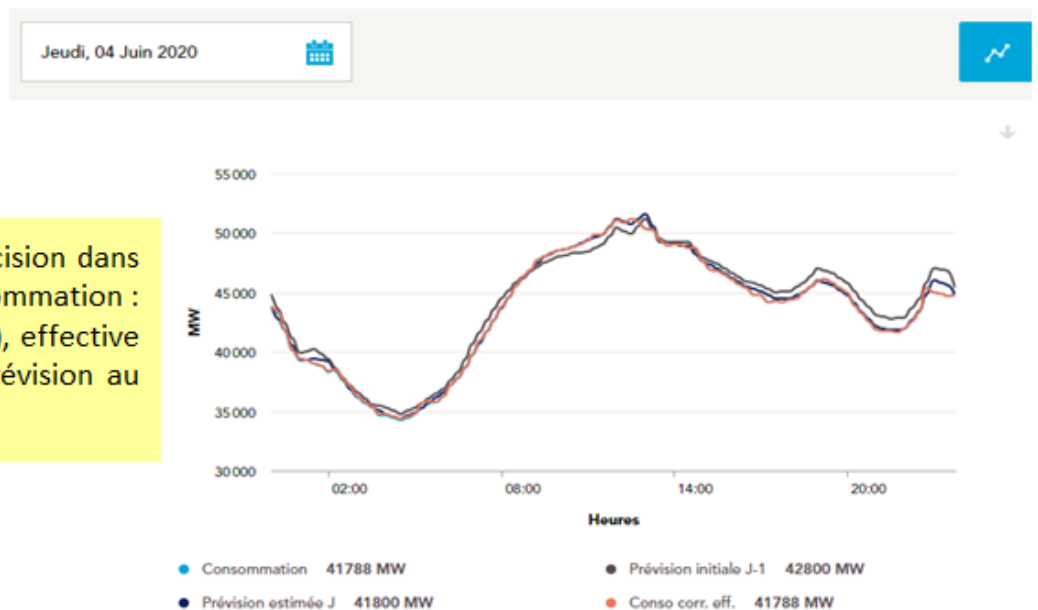 Jeudi, 04 Juin 2020
cision dans
ommation :
), effective
évision au
55 000
50 000
45 000
40 000
35 000
30 000
MW
02:00
08:00
14:00
20:00
Heures
Consommation 41788 MW
Prévision initiale J-1 42800 MW
Prévision estimée J 41800 MW
Conso corr. eff. 41788 MW